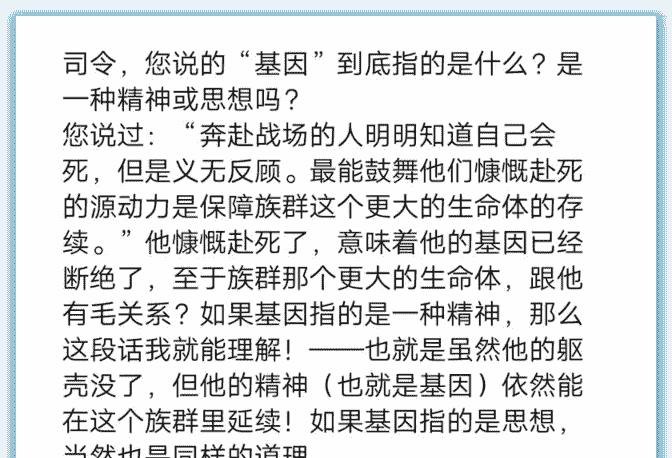 司令，您说的“基因”到底指的是什么？是
一种精神或思想吗？
您说过：“奔赴战场的人明明知道自己会
死，但是义无反顾。最能鼓舞他们慷慨赴死
的源动力是保障族群这个更大的生命体的存
续。”他慷慨赴死了，意味着他的基因已经
断绝了，至于族群那个更大的生命体，跟他
有毛关系？如果基因指的是一种精神，那么
这段话我就能理解！——也就是虽然他的躯
壳没了，但他的精神（也就是基因）依然能
在这个族群里延续！如果基因指的是思想，
当然也是同样的道理